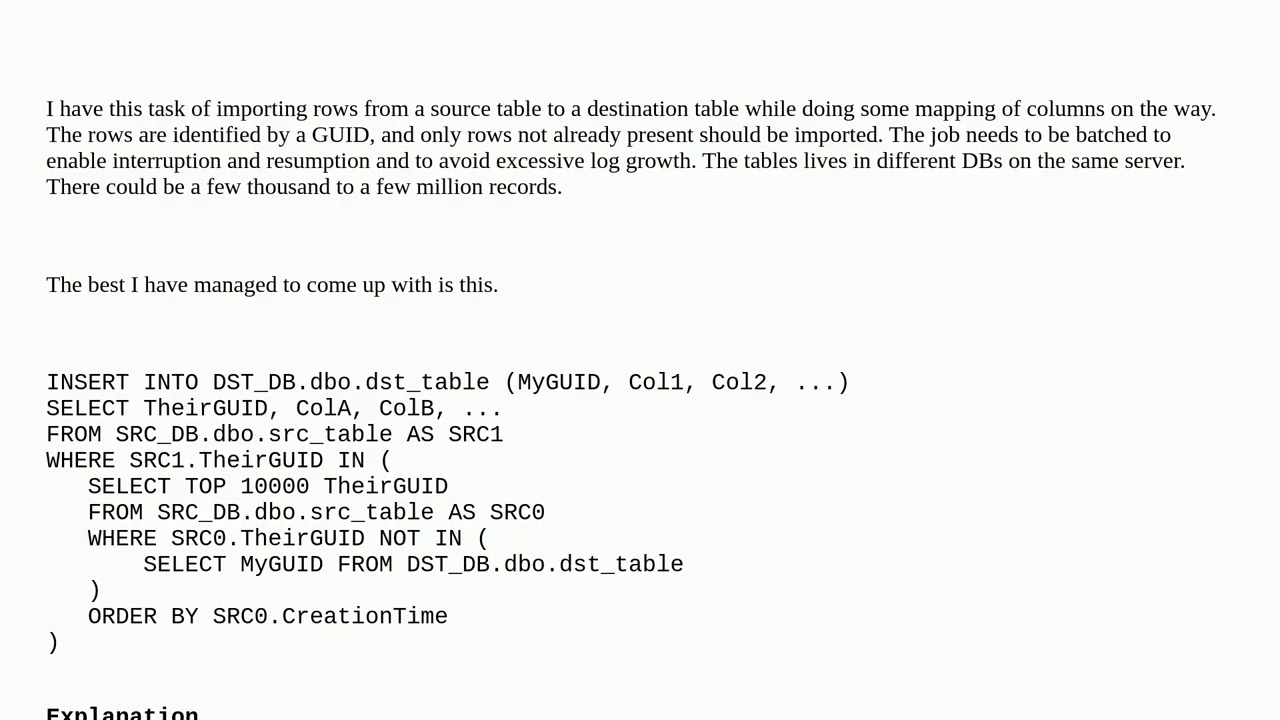 I have this task of importing rows from a source table to a destination table while doing some mapping of columns on the way.
The rows are identified by a GUID, and only rows not already present should be imported. The job needs to be batched to
enable interruption and resumption and to avoid excessive log growth. The tables lives in different DBs on the same server.
There could be a few thousand to a few million records.
The best I have managed to come up with is this.
INSERT INTO DST_DB.dbo.dst_table (MyGUID, Col1, Col2, ...)
SELECT TheirGUID, ColA, ColB, ...
FROM SRC_DB.dbo.src_table AS SRC1
WHERE SRC1.TheirGUID IN (
   SELECT TOP 10000 TheirGUID
   FROM SRC_DB.dbo.src_table AS SRC0
   WHERE SRC0.TheirGUID NOT IN (
       SELECT MyGUID FROM DST_DB.dbo.dst_table
   )
   ORDER BY SRC0.CreationTime
)
Explanation